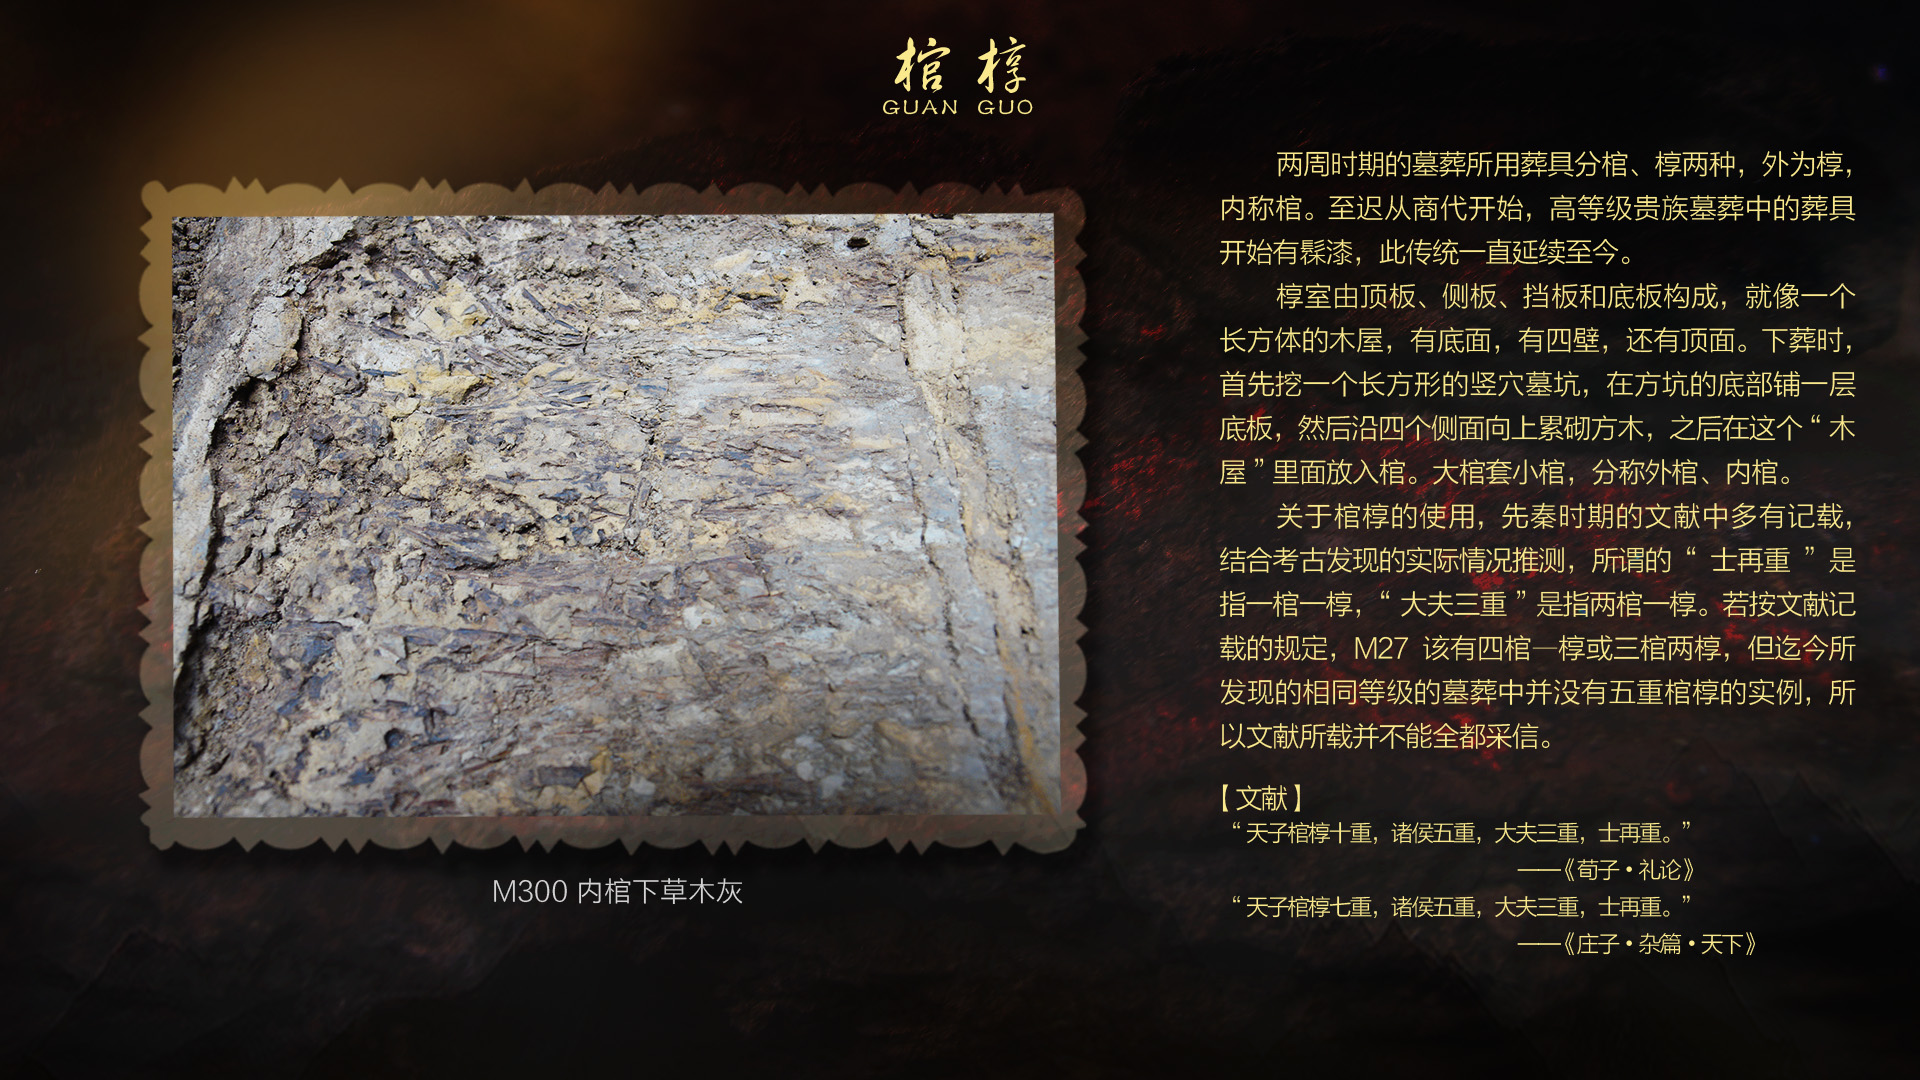 棺椁
GUAN GUO
两周时期的墓葬所用葬具分棺、椁两种，外为椁，
内称棺。至迟从商代开始，高等级贵族墓葬中的葬具
开始有髹漆，此传统一直延续至今。
椁室由顶板、侧板、挡板和底板构成，就像一个
长方体的木屋，有底面，有四壁，还有顶面。下葬时，
首先挖一个长方形的竖穴墓坑，在方坑的底部铺一层
底板，然后沿四个侧面向上累砌方木，之后在这个“木
屋”里面放入棺。大棺套小棺，分称外棺、内棺。
关于棺椁的使用，先秦时期的文献中多有记载，
结合考古发现的实际情况推测，所谓的“士再重”是
指一棺一椁，“大夫三重”是指两棺一椁。若按文献记
载的规定，M27 该有四棺一椁或三棺两椁，但迄今所
发现的相同等级的墓葬中并没有五重棺椁的实例，所
以文献所载并不能全都采信。
【文献】
“天子棺椁十重，诸侯五重，大夫三重，士再重。”
——《荀子·礼论》
“天子棺椁七重，诸侯五重，大夫三重，士再重。”
——《庄子·杂篇·天下》
M300 内棺下草木灰